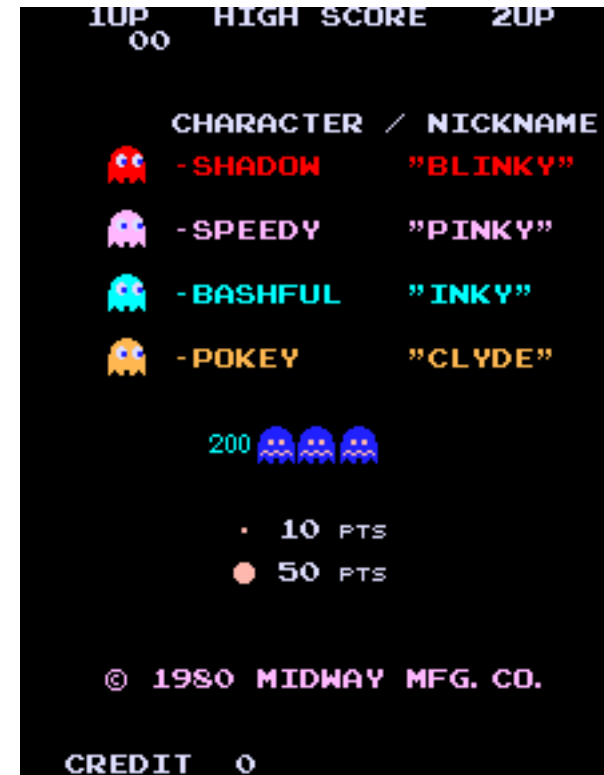 1UP HIGH SCORE 2UP
00
CHARACTER / NICKNAME
-SHADOW "BLINKY"
-SPEEDY "PINKY"
-BASHFUL "INKY"
-POKEY "CLYDE"
200
10 PTS
50 PTS
© 1980 MIDWAY MFG. CO.
CREDIT 0